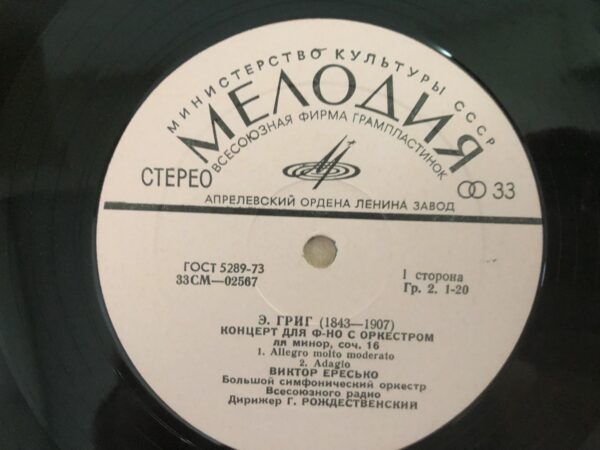 МИНИСТЕРСТВО КУЛЬТУРЫ СССР
МЕЛОДИЯ
ВСЕСОЮЗНАЯ ФИРМА ГРАМПЛАСТИНОК
СТЕРЕО
33
АПРЕЛЕВСКИЙ ОРДЕНА ЛЕНИНА ЗАВОД
ГОСТ 5289-73
33СМ—02567
1 сторона
Гр. 2. 1-20
Э. ГРИГ (1843—1907)
КОНЦЕРТ ДЛЯ Ф-НО С ОРКЕСТРОМ
ля минор, соч. 16
1. Allegro molto moderato
2. Adagio
ВИКТОР ЕРЕСЬКО
Большой симфонический оркестр
Всесоюзного радио
Дирижер Г. РОЖДЕСТВЕНСКИЙ